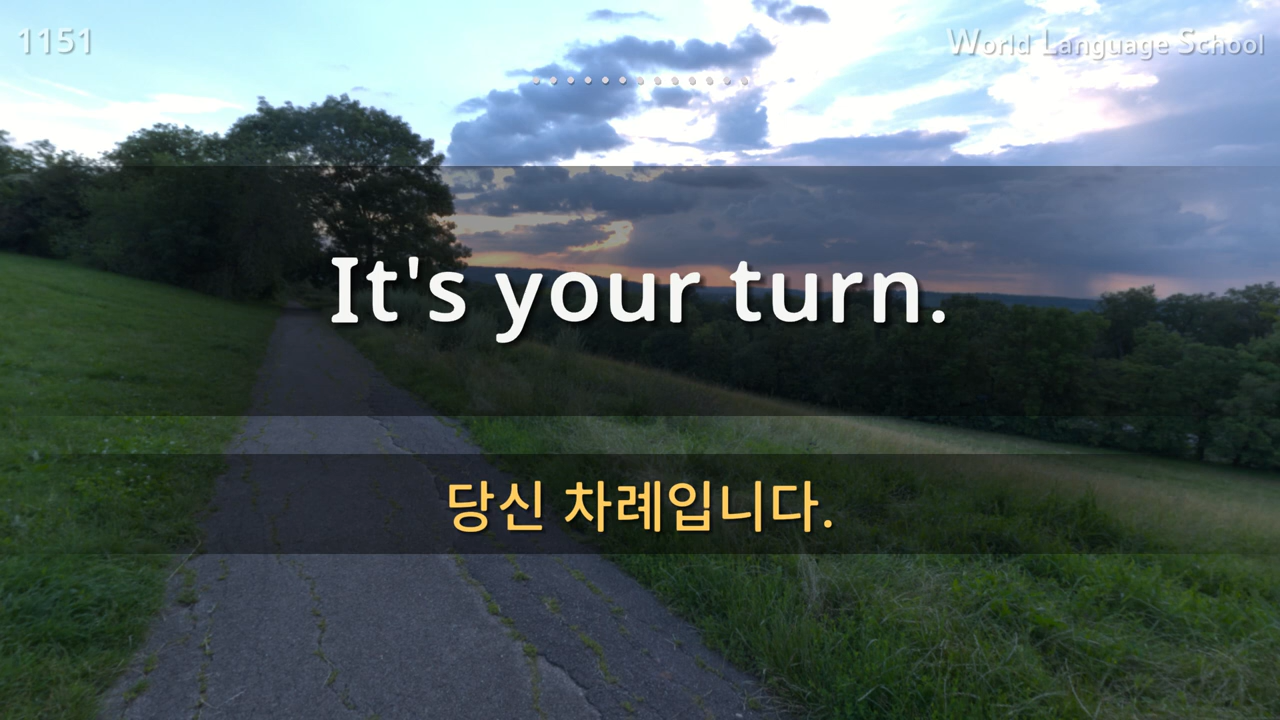 1151
World Language School
It's your turn.
당신 차례입니다.